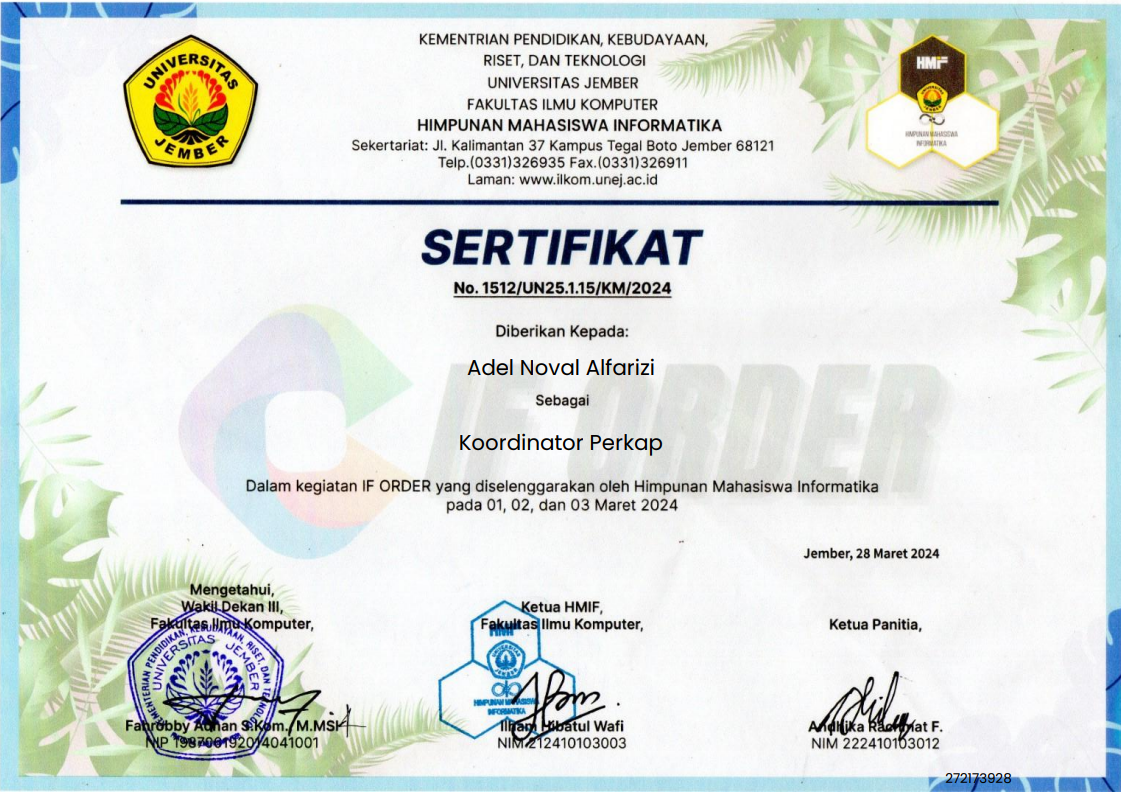 UNIVERSITAS
JEMBER
KEMENTRIAN PENDIDIKAN, KEBUDAYAAN,
RISET, DAN TEKNOLOGI
UNIVERSITAS JEMBER
FAKULTAS ILMU KOMPUTER
HIMPUNAN MAHASISWA INFORMATIKA
Sekertariat: Jl. Kalimantan 37 Kampus Tegal Boto Jember 68121
Telp.(0331)326935 Fax.(0331)326911
Laman: www.ilkom.unej.ac.id
HMIF
HIMPUNAN MAHASISWA
INFORMATIKA
SERTIFIKAT
No. 1512/UN25.1.15/KM/2024
Diberikan Kepada:
Adel Noval Alfarizi
Sebagai
IF ORDER
Koordinator Perkap
Dalam kegiatan IF ORDER yang diselenggarakan oleh Himpunan Mahasiswa Informatika
pada 01, 02, dan 03 Maret 2024
Jember, 28 Maret 2024
Mengetahui,
Wakil Dekan III,
Fakultas Ilmu Komputer,
KEMENTERIAN PENDIDIKAN, KEBUDAYAAN, RISET, DAN TEKNOLOGI
UNIVERSITAS JEMBER
Fahrobby Adnan S.Kom., M.MSI
NIP 198700192014041001
Ketua HMIF,
Fakultas Ilmu Komputer,
HMIF
HIMPUNAN MAHASISWA
INFORMATIKA
Ilham Hibatul Wafi
NIM 212410103003
Ketua Panitia,
Andhika Rachmat F.
NIM 222410103012
272173928